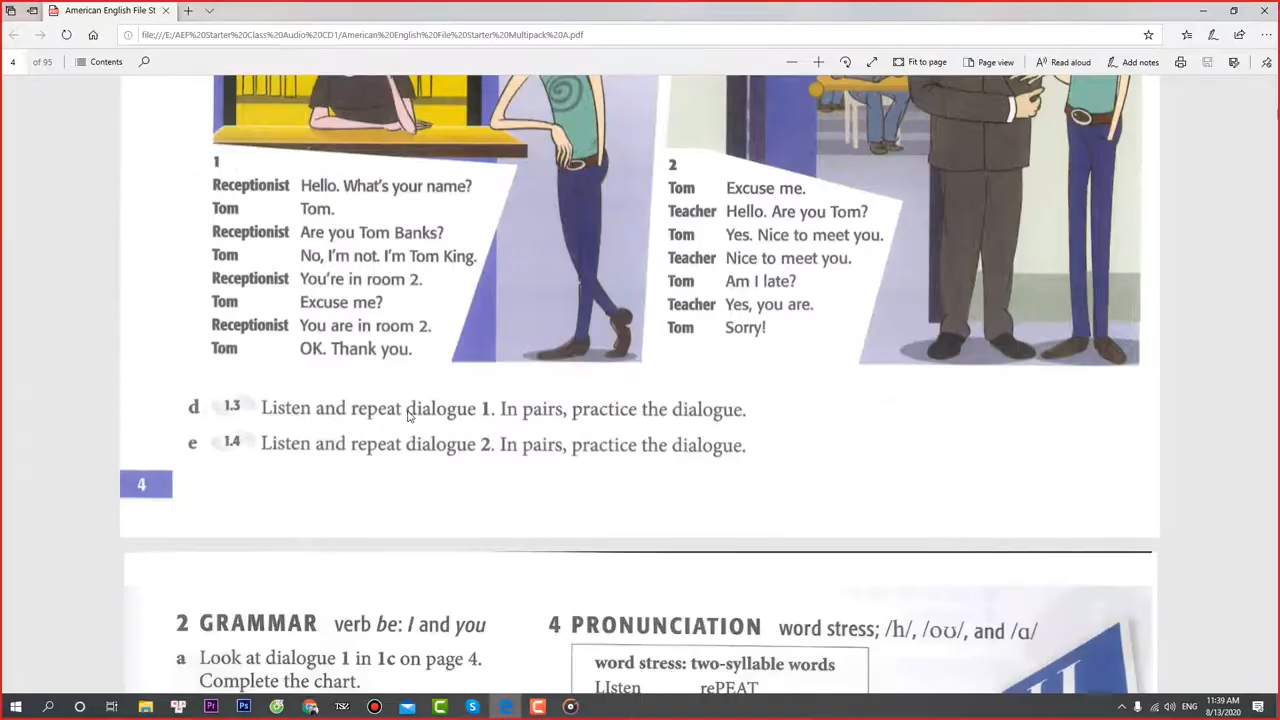 American English File St
file:///E:/AEF%20Starter%20Class%20Audio%20CD1/American%20English%20File%20Starter%20Multipack%20A.pdf
4 of 95 Contents Fit to page Page view Read aloud Add notes
1
Receptionist Hello. What's your name?
Tom Tom.
Receptionist Are you Tom Banks?
Tom No, I'm not. I'm Tom King.
Receptionist You're in room 2.
Tom Excuse me?
Receptionist You are in room 2.
Tom OK. Thank you.
2
Tom Excuse me.
Teacher Hello. Are you Tom?
Tom Yes. Nice to meet you.
Teacher Nice to meet you.
Tom Am I late?
Teacher Yes, you are.
Tom Sorry!
d 1.3 Listen and repeat dialogue 1. In pairs, practice the dialogue.
e 1.4 Listen and repeat dialogue 2. In pairs, practice the dialogue.
4
2 GRAMMAR verb be: I and you
a Look at dialogue 1 in 1c on page 4.
Complete the chart.
4 PRONUNCIATION word stress; /h/, /oʊ/, and /ɑ/
word stress: two-syllable words
LIsten rePEAT
ENG
11:39 AM
8/13/2020